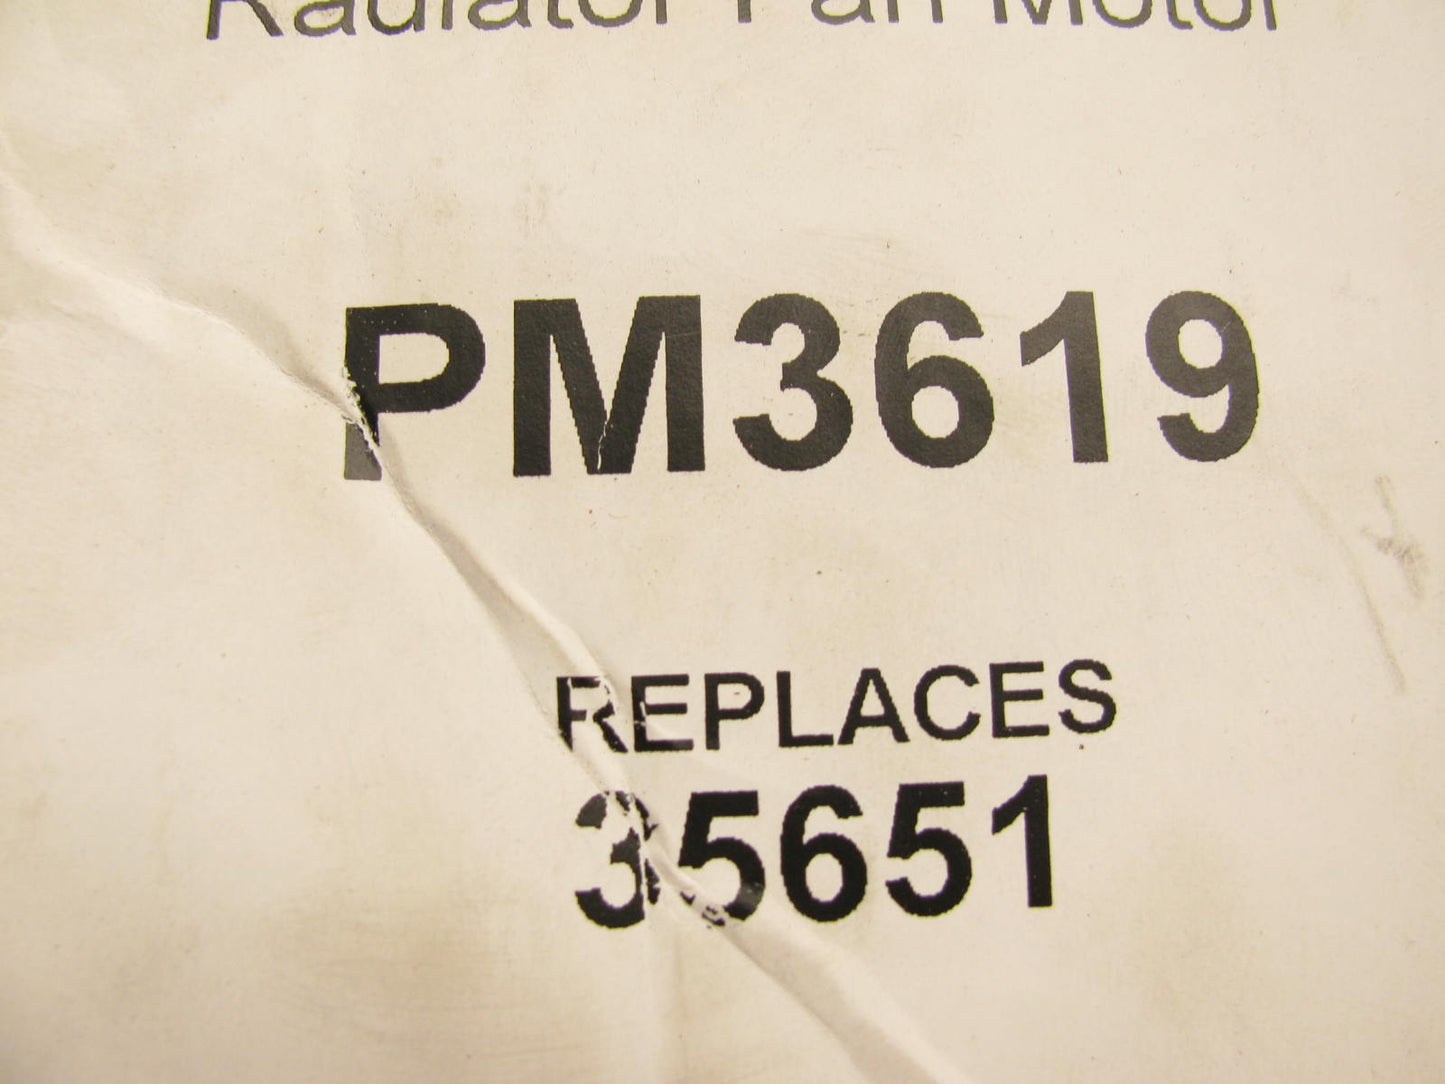 Radiator Fan Motor
PM3619
REPLACES
35651